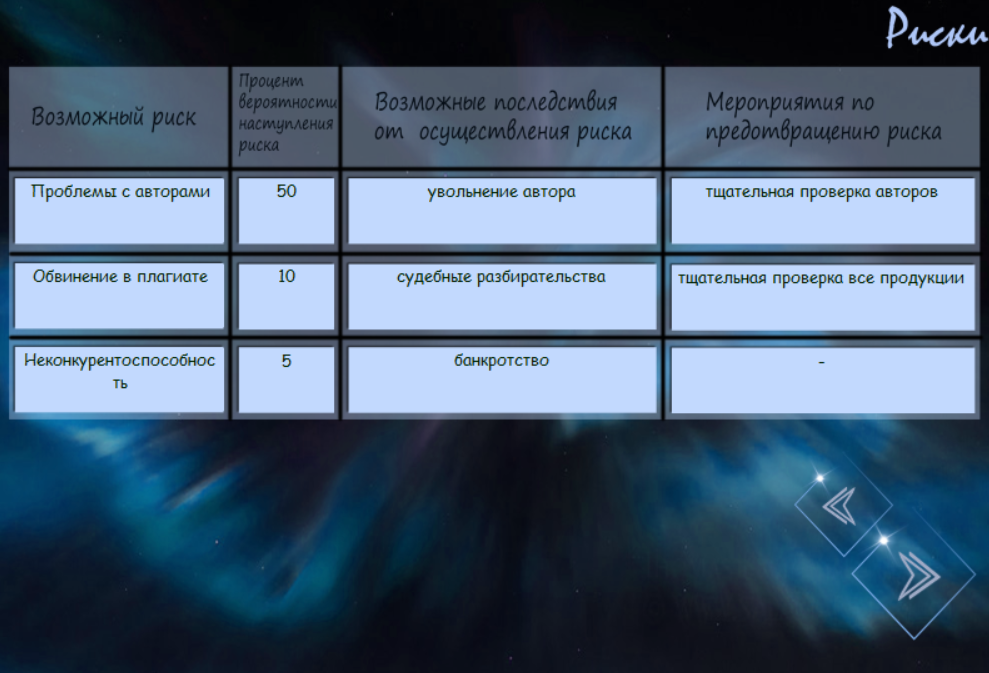 Риски
Возможный риск
Процент
вероятности
наступления
риска
Возможные последствия
от осуществления риска
Мероприятия по
предотвращению риска
Проблемы с авторами
50
увольнение автора
тщательная проверка авторов
Обвинение в плагиате
10
судебные разбирательства
тщательная проверка все продукции
Неконкурентоспособнос
ть
5
банкротство
-